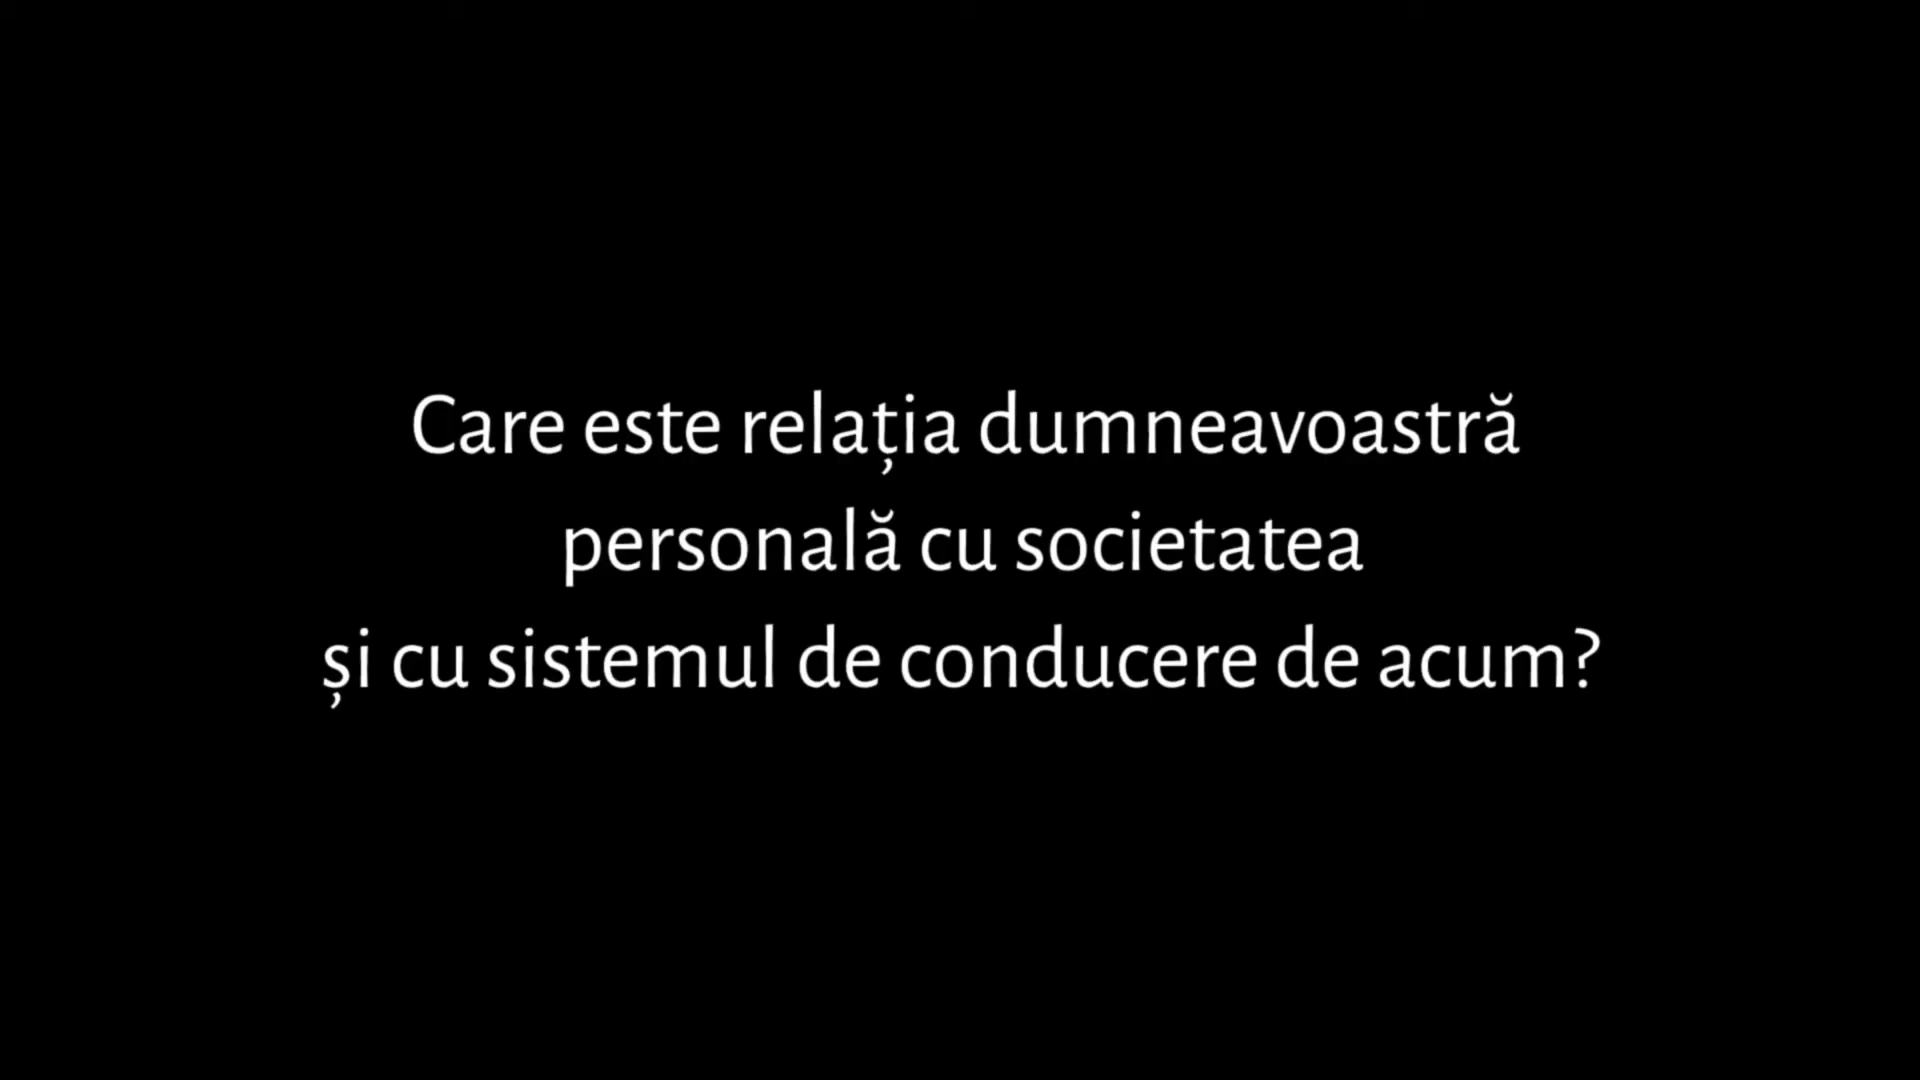 Care este relația dumneavoastră
personală cu societatea
și cu sistemul de conducere de acum?